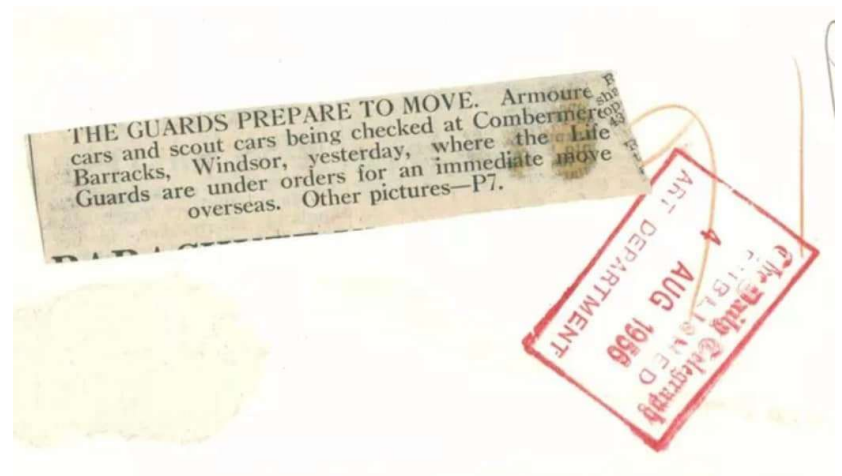 THE GUARDS PREPARE TO MOVE. Armoure
cars and scout cars being checked at Combermere
Barracks, Windsor, yesterday, where the Life
Guards are under orders for an immediate move
overseas. Other pictures—P7.
The Daily Telegraph
PUBLISHED
4 AUG 1956
ART DEPARTMENT